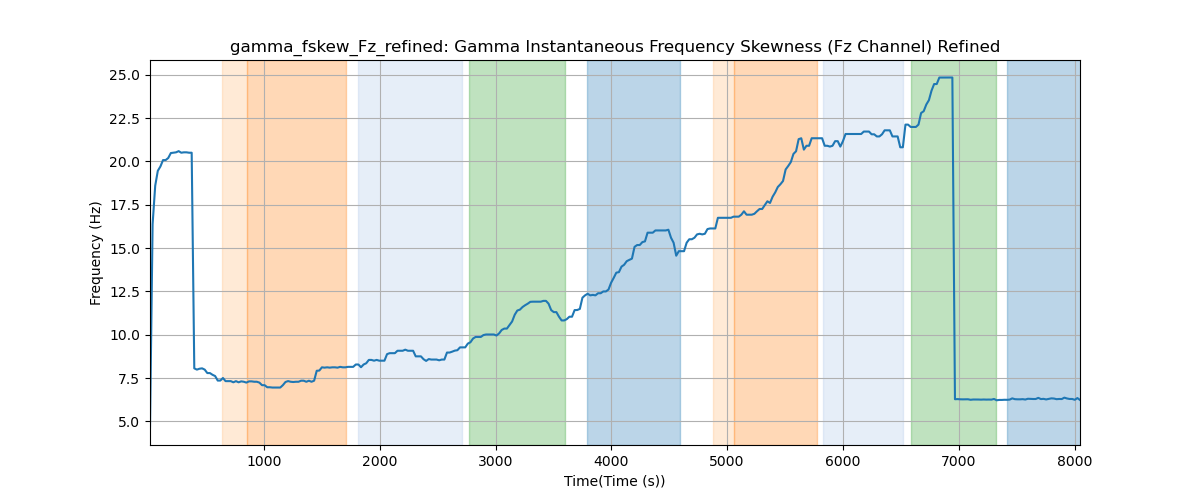 gamma_fskew_Fz_refined: Gamma Instantaneous Frequency Skewness (Fz Channel) Refined
25.0
22.5
20.0
17.5
15.0
12.5
10.0
7.5
5.0
Frequency (Hz)
1000 2000 3000 4000 5000 6000 7000 8000
Time(Time (s))